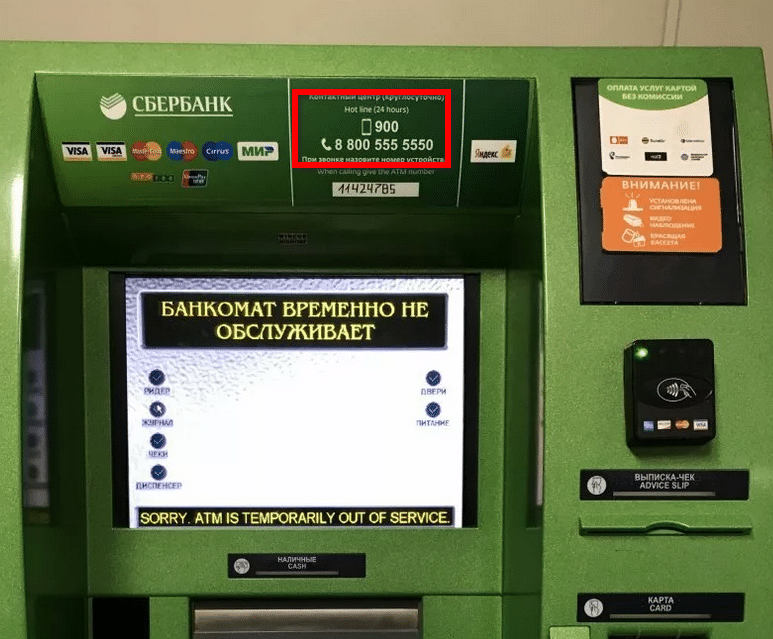 СБЕРБАНК
VISA VISA MasterCard Maestro Cirrus МИР
Контактный центр (круглосуточно)
Hot line (24 hours)
900
8 800 555 5550
При звонке назовите номер устройства
When calling give the ATM number
11424785
Яндекс
ОПЛАТА УСЛУГ КАРТОЙ
БЕЗ КОМИССИИ
ВНИМАНИЕ!
УСТАНОВЛЕНА
СИГНАЛИЗАЦИЯ
ВИДЕО
НАБЛЮДЕНИЕ
КРАСЯЩАЯ
КАССЕТА
БАНКОМАТ ВРЕМЕННО НЕ
ОБСЛУЖИВАЕТ
РИДЕР
ЖУРНАЛ
ЧЕКИ
ДИСПЕНСЕР
ДВЕРИ
ПИТАНИЕ
SORRY. ATM IS TEMPORARILY OUT OF SERVICE.
НАЛИЧНЫЕ
CASH
ВЫПИСКА-ЧЕК
ADVICE SLIP
КАРТА
CARD